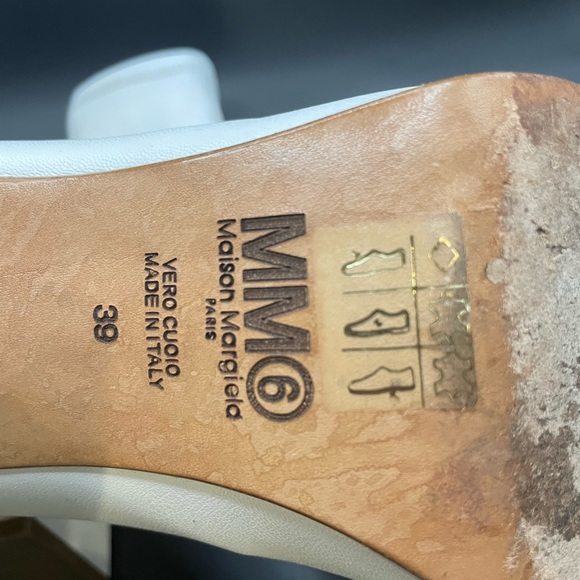 MM⑥
Maison Margiela
PARIS
VERO CUOIO
MADE IN ITALY
39